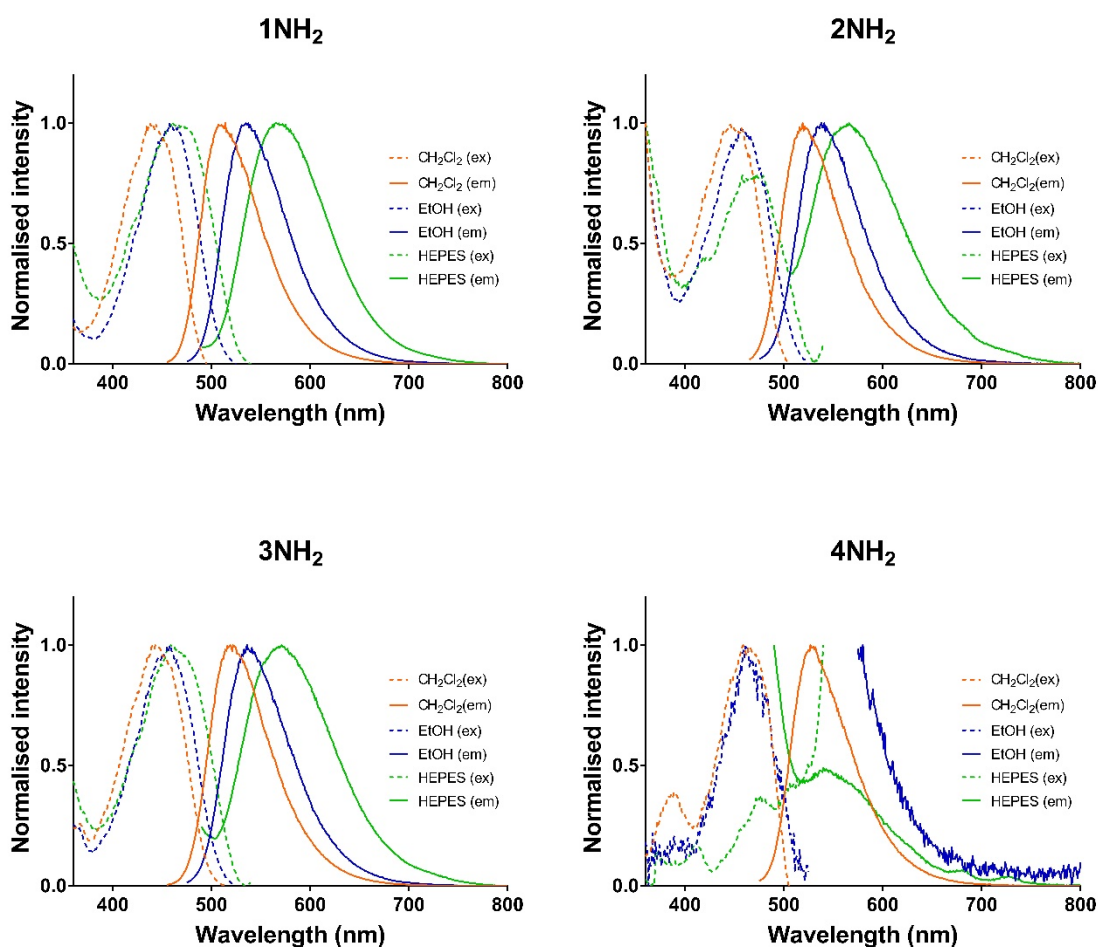 1NH₂
Normalised intensity
1.0
0.5
0.0
400 500 600 700 800
Wavelength (nm)
CH₂Cl₂ (ex)
CH₂Cl₂ (em)
EtOH (ex)
EtOH (em)
HEPES (ex)
HEPES (em)
2NH₂
Normalised intensity
1.0
0.5
0.0
400 500 600 700 800
Wavelength (nm)
CH₂Cl₂(ex)
CH₂Cl₂(em)
EtOH (ex)
EtOH (em)
HEPES (ex)
HEPES (em)
3NH₂
Normalised intensity
1.0
0.5
0.0
400 500 600 700 800
Wavelength (nm)
CH₂Cl₂(ex)
CH₂Cl₂(em)
EtOH (ex)
EtOH (em)
HEPES (ex)
HEPES (em)
4NH₂
Normalised intensity
1.0
0.5
0.0
400 500 600 700 800
Wavelength (nm)
CH₂Cl₂(ex)
CH₂Cl₂(em)
EtOH (ex)
EtOH (em)
HEPES (ex)
HEPES (em)